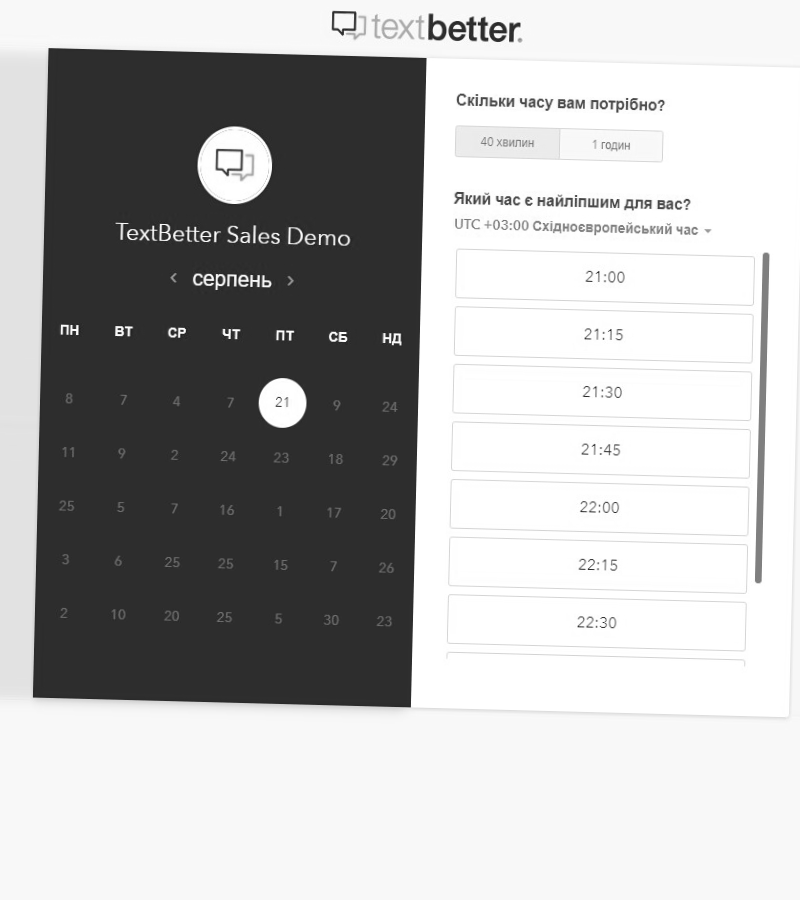 textbetter.
TextBetter Sales Demo
серпень
ПН ВТ СР ЧТ ПТ СБ НД
8 7 4 7 21 9 24
11 9 2 24 23 18 29
25 5 7 16 1 17 20
3 6 25 25 15 7 26
2 10 20 25 5 30 23
Скільки часу вам потрібно?
40 хвилин 1 годин
Який час є найліпшим для вас?
UTC +03:00 Східноєвропейський час
21:00
21:15
21:30
21:45
22:00
22:15
22:30